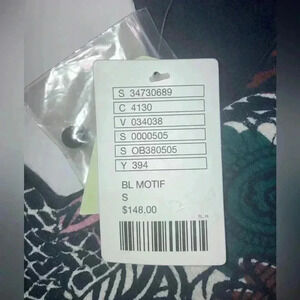 S 34730689
C 4130
V 034038
S 0000505
S OB380505
Y 394
BL MOTIF
S
$148.00